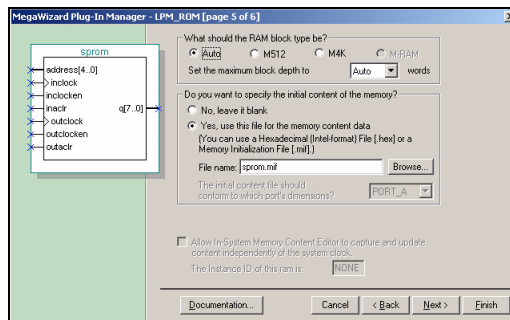 MegaWizard Plug-In Manager - LPM_ROM [page 5 of 6]
sprom
address[4..0]
inclock
inclocken
inaclr
q[7..0]
outclock
outclocken
outaclr
What should the RAM block type be?
Auto
M512
M4K
M-RAM
Set the maximum block depth to
Auto
words
Do you want to specify the initial content of the memory?
No, leave it blank
Yes, use this file for the memory content data
(You can use a Hexadecimal (Intel-format) File [.hex] or a
Memory Initialization File [.mif].)
File name:
sprom.mif
Browse...
The initial content file should
conform to which port's dimensions?
PORT_A
Allow In-System Memory Content Editor to capture and update
content independently of the system clock.
The Instance ID of this ram is:
NONE
Documentation...
Cancel
< Back
Next >
Finish